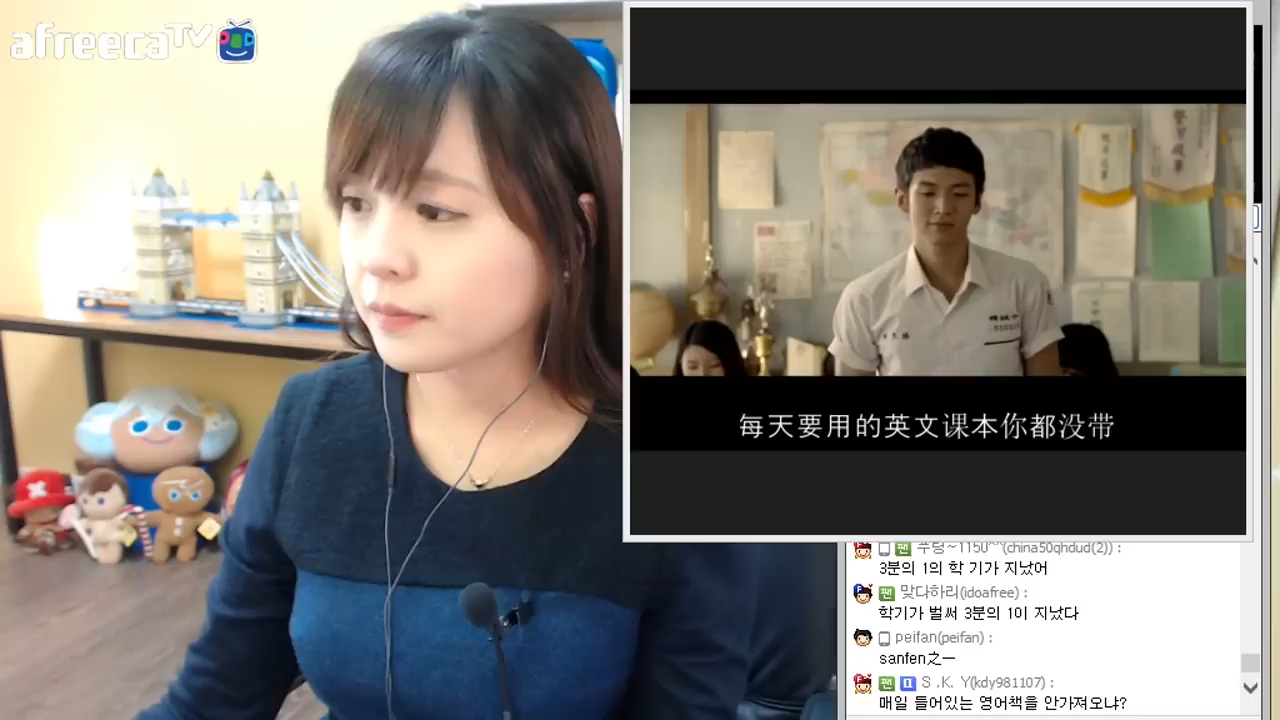 afreecaTV
每天要用的英文课本你都没带
3분의 1의 학 기가 지났어
맞다하리(idoafree) :
학기가 벌써 3분의 1이 지났다
peifan(peifan) :
sanfen之一
S .K. Y(kdy981107) :
매일 들어있는 영어책을 안가져오냐?